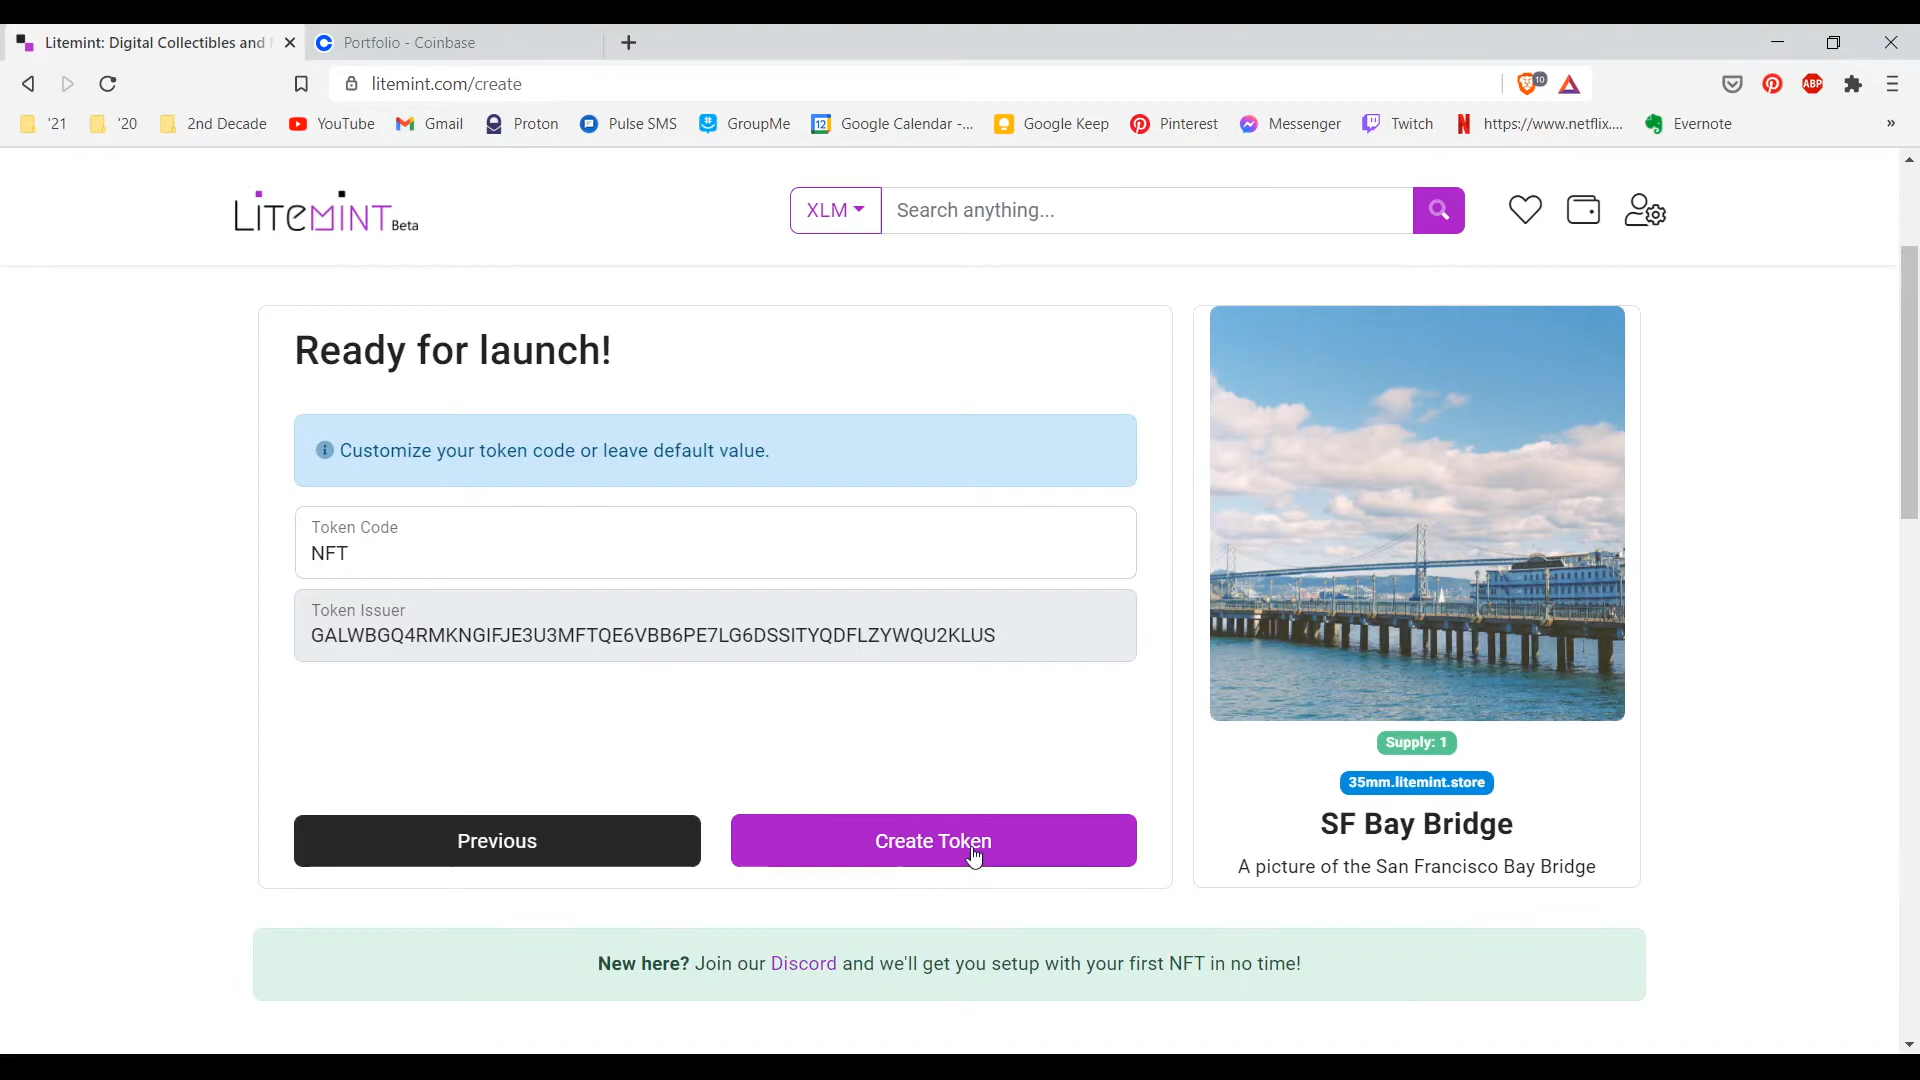 Litemint: Digital Collectibles and
Portfolio - Coinbase
litemint.com/create
10
ABP
'21
'20
2nd Decade
YouTube
Gmail
Proton
Pulse SMS
GroupMe
12
Google Calendar -...
Google Keep
Pinterest
Messenger
Twitch
N
https://www.netflix....
Evernote
»
LiteMINT Beta
XLM
Search anything...
Ready for launch!
Customize your token code or leave default value.
Token Code
NFT
Token Issuer
GALWBGQ4RMKNGIFJE3U3MFTQE6VBB6PE7LG6DSSITYQDFLZYWQU2KLUS
Previous
Create Token
Supply: 1
35mm.litemint.store
SF Bay Bridge
A picture of the San Francisco Bay Bridge
New here? Join our Discord and we'll get you setup with your first NFT in no time!